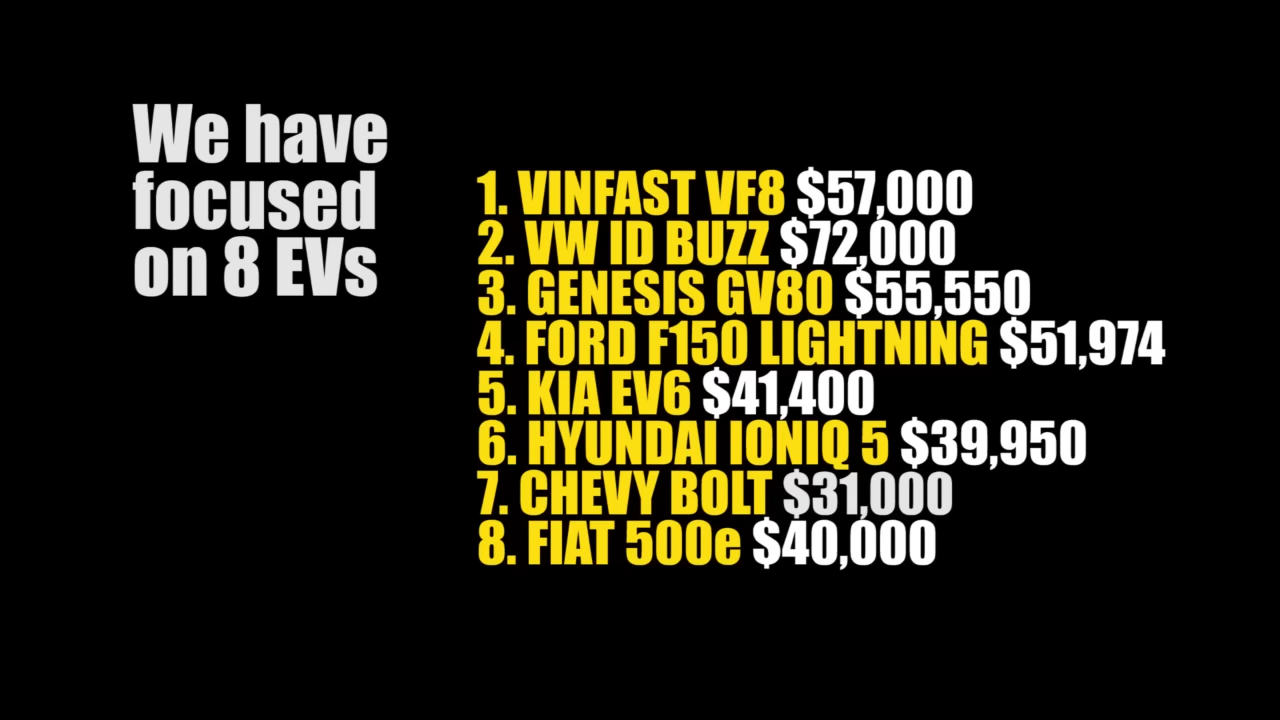 We have
focused
on 8 EVs
1. VINFAST VF8 $57,000
2. VW ID BUZZ $72,000
3. GENESIS GV80 $55,550
4. FORD F150 LIGHTNING $51,974
5. KIA EV6 $41,400
6. HYUNDAI IONIQ 5 $39,950
7. CHEVY BOLT $31,000
8. FIAT 500e $40,000